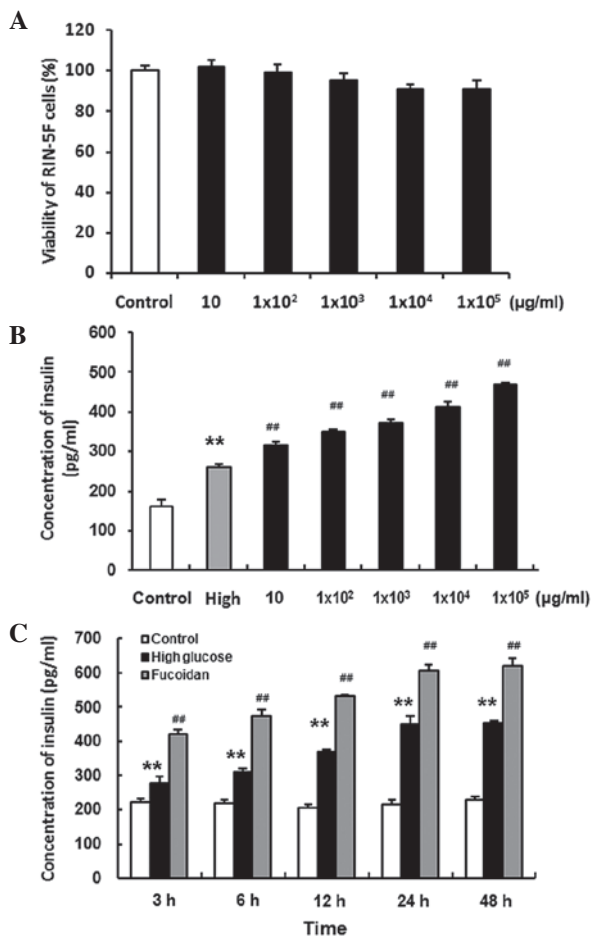 A
Viability of RIN-5F cells (%)
120
100
80
60
40
20
0
Control 10 1x10² 1x10³ 1x10⁴ 1x10⁵ (µg/ml)
B
Concentration of insulin
(pg/ml)
600
500
400
300
200
100
0
**
##
##
##
##
##
Control High 10 1x10² 1x10³ 1x10⁴ 1x10⁵ (µg/ml)
C
Concentration of insulin (pg/ml)
700
600
500
400
300
200
100
0
Control
High glucose
Fucoidan
** ## ** ## ** ## ** ## ** ##
3 h 6 h 12 h 24 h 48 h
Time